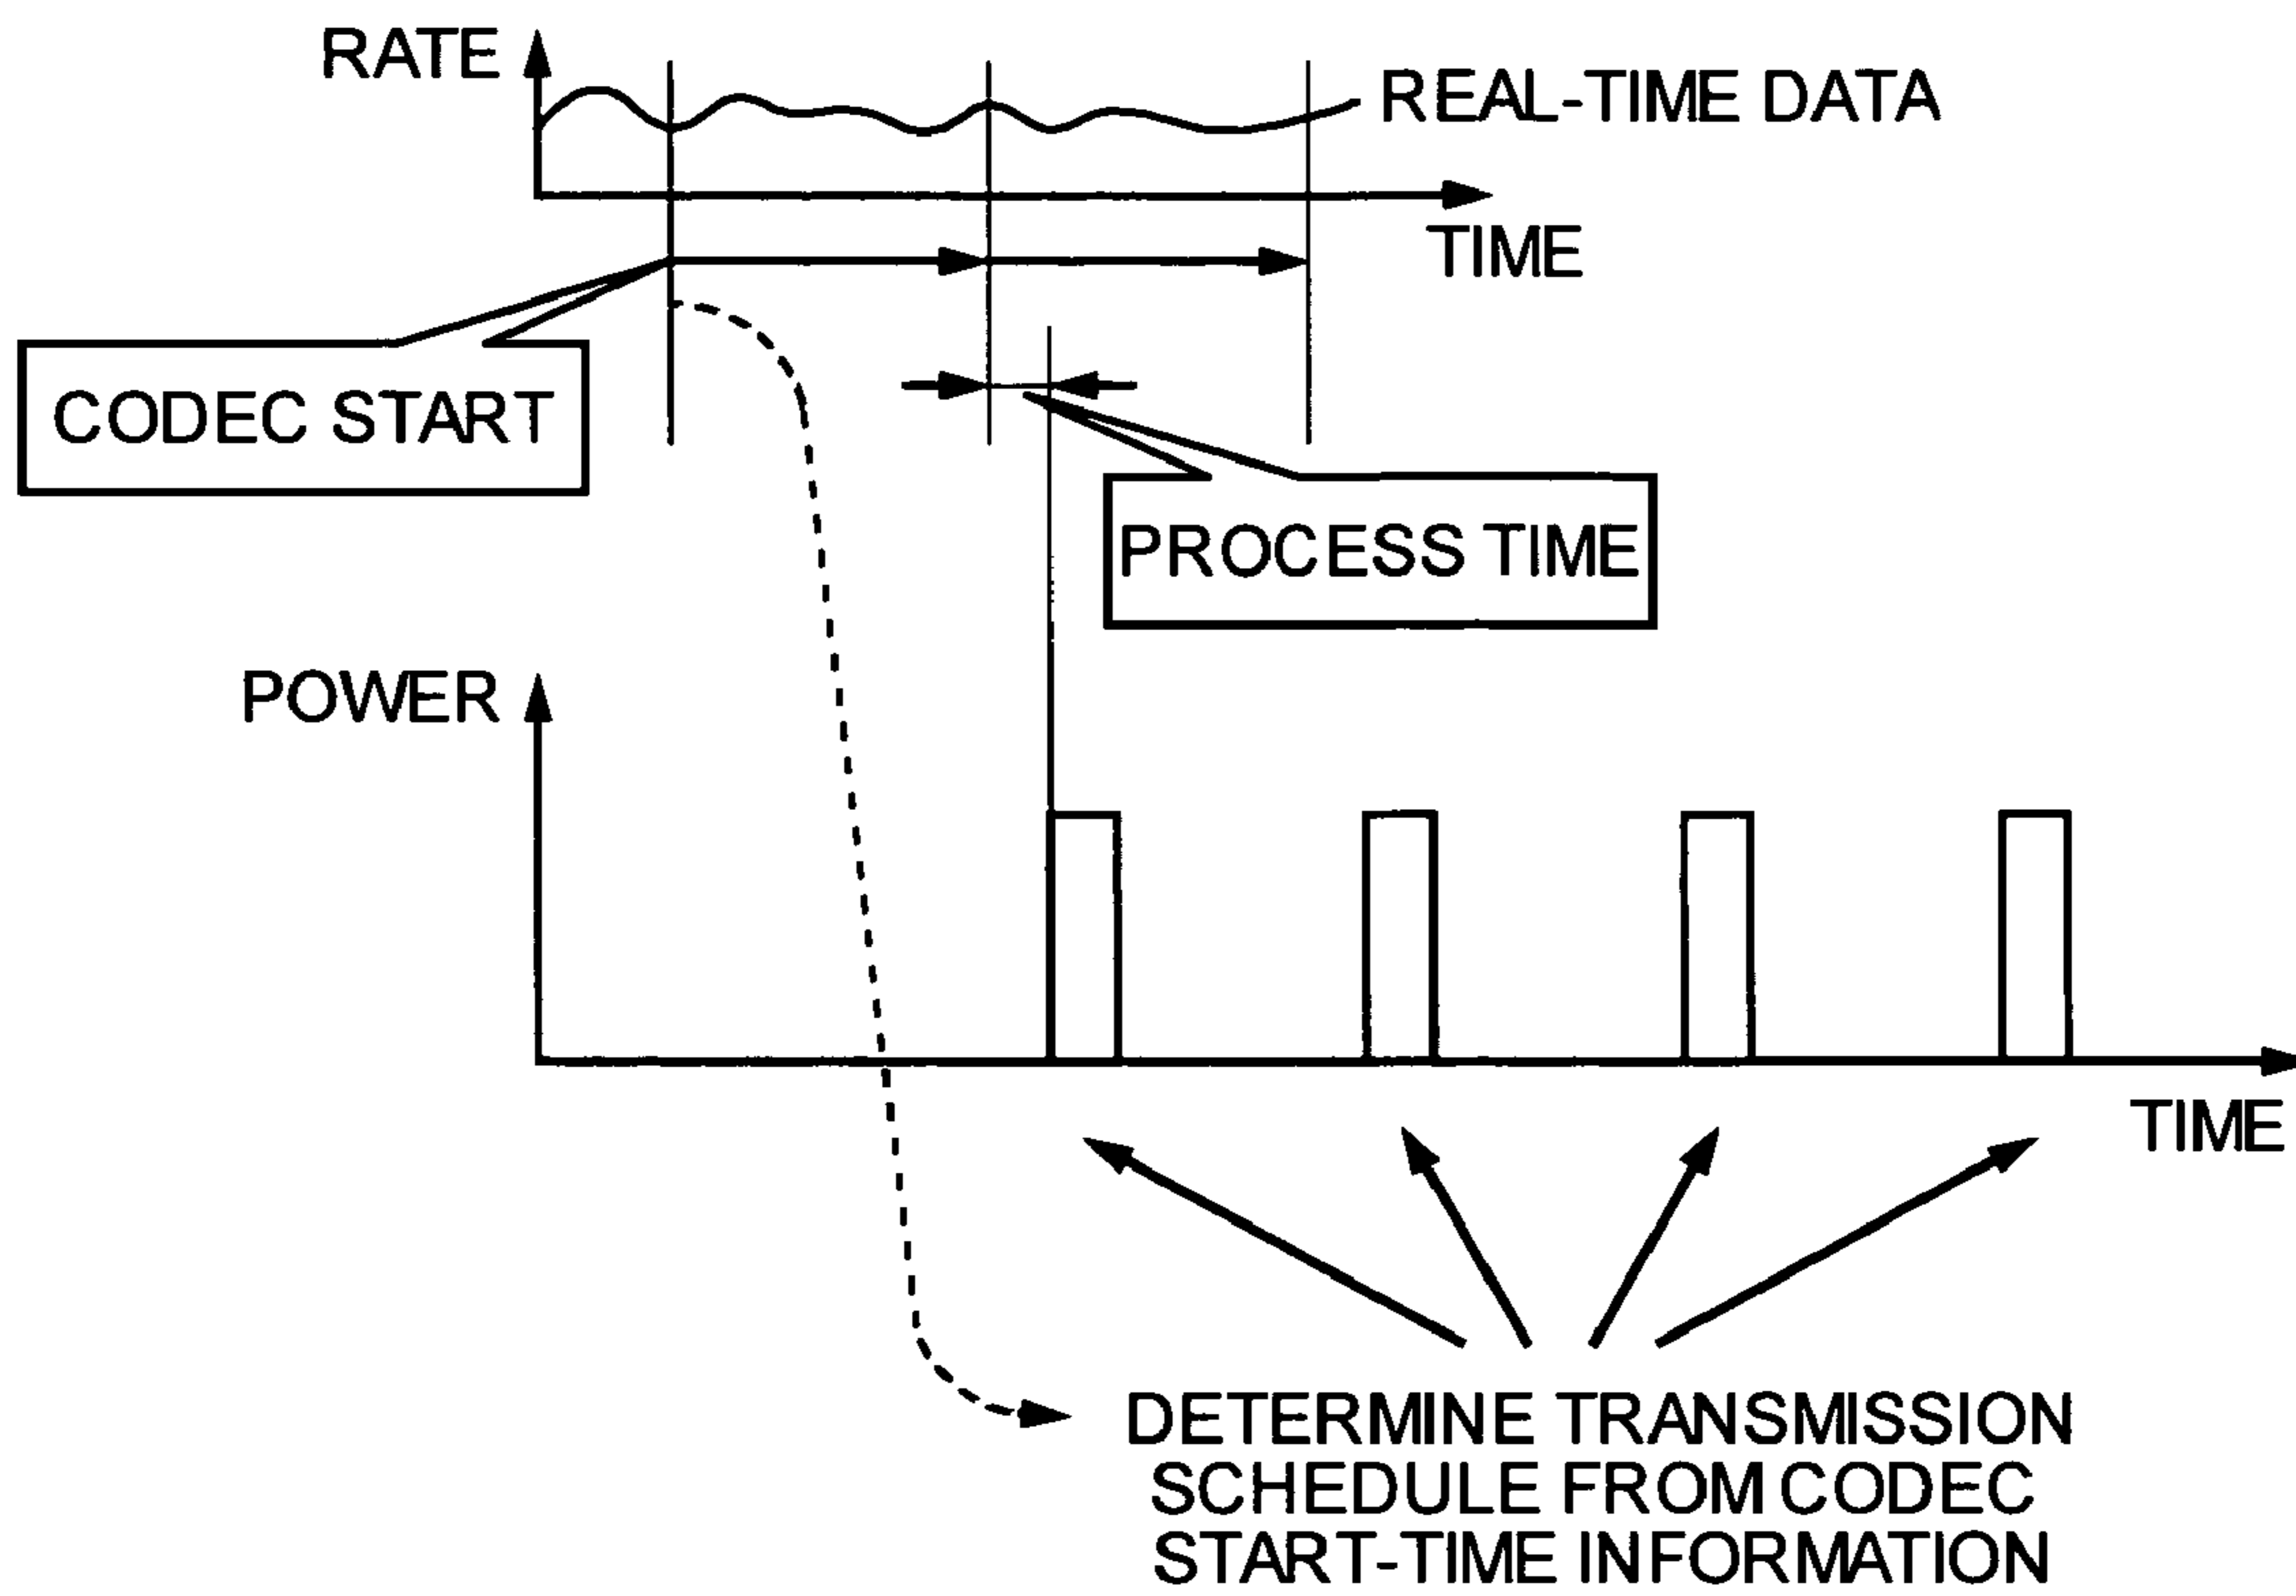 RATE
REAL-TIME DATA
TIME
CODEC START
PROCESS TIME
POWER
TIME
DETERMINE TRANSMISSION
SCHEDULE FROM CODEC
START-TIME INFORMATION